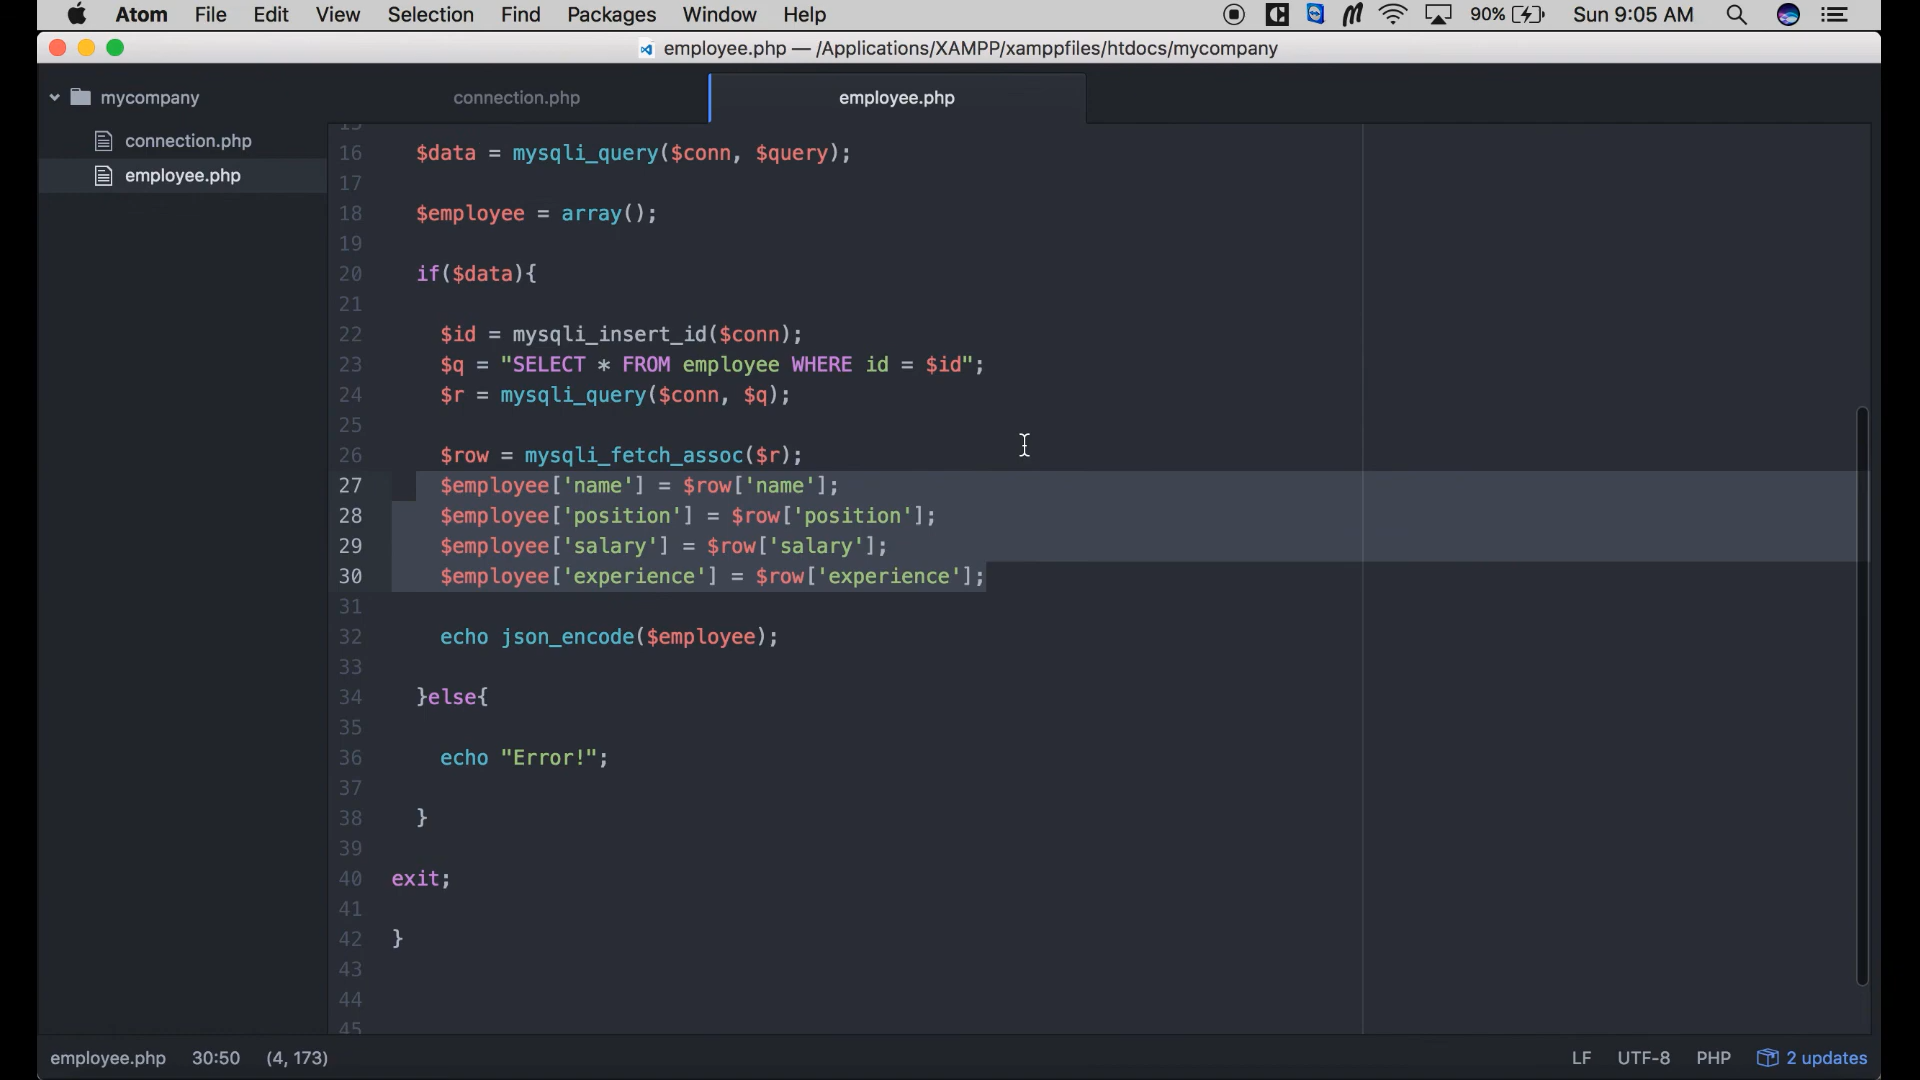 Atom File Edit View Selection Find Packages Window Help 90% Sun 9:05 AM
employee.php — /Applications/XAMPP/xamppfiles/htdocs/mycompany
mycompany
connection.php
employee.php
connection.php employee.php
15
16 $data = mysqli_query($conn, $query);
17
18 $employee = array();
19
20 if($data){
21
22 $id = mysqli_insert_id($conn);
23 $q = "SELECT * FROM employee WHERE id = $id";
24 $r = mysqli_query($conn, $q);
25
26 $row = mysqli_fetch_assoc($r);
27 $employee['name'] = $row['name'];
28 $employee['position'] = $row['position'];
29 $employee['salary'] = $row['salary'];
30 $employee['experience'] = $row['experience'];
31
32 echo json_encode($employee);
33
34 }else{
35
36 echo "Error!";
37
38 }
39
40 exit;
41
42 }
43
44
45
employee.php 30:50 (4, 173) LF UTF-8 PHP 2 updates